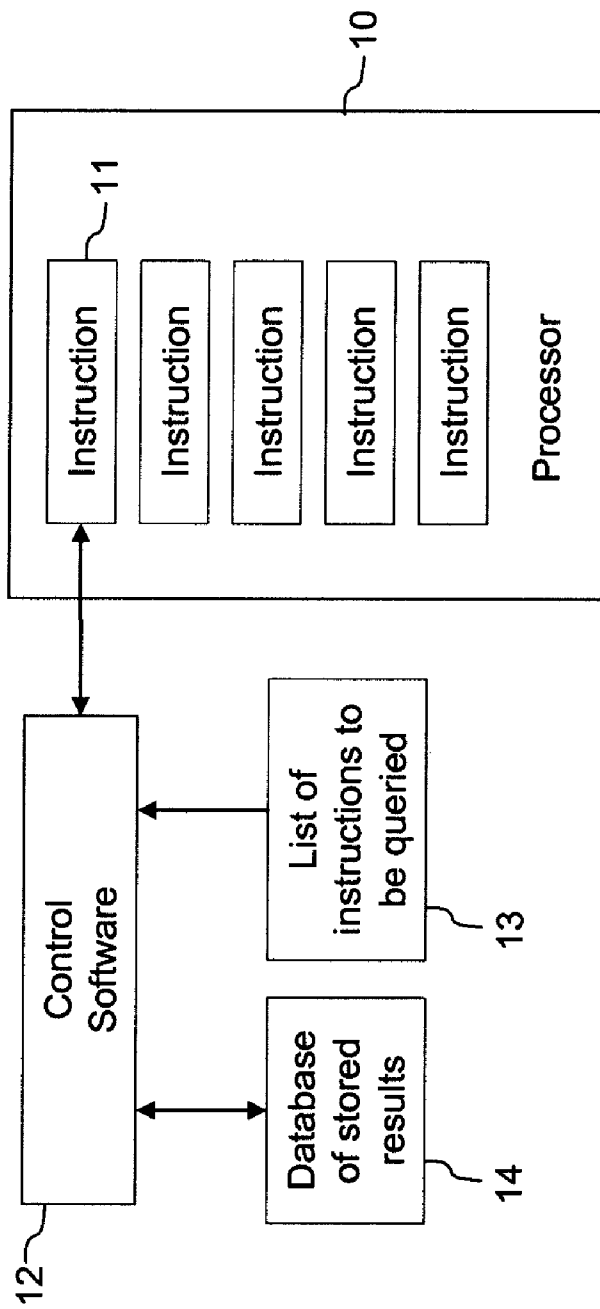 12
Control
Software
Database
of stored
results
14
List of
instructions to
be queried
13
Instruction
11
Instruction
Instruction
Instruction
Instruction
Processor
10